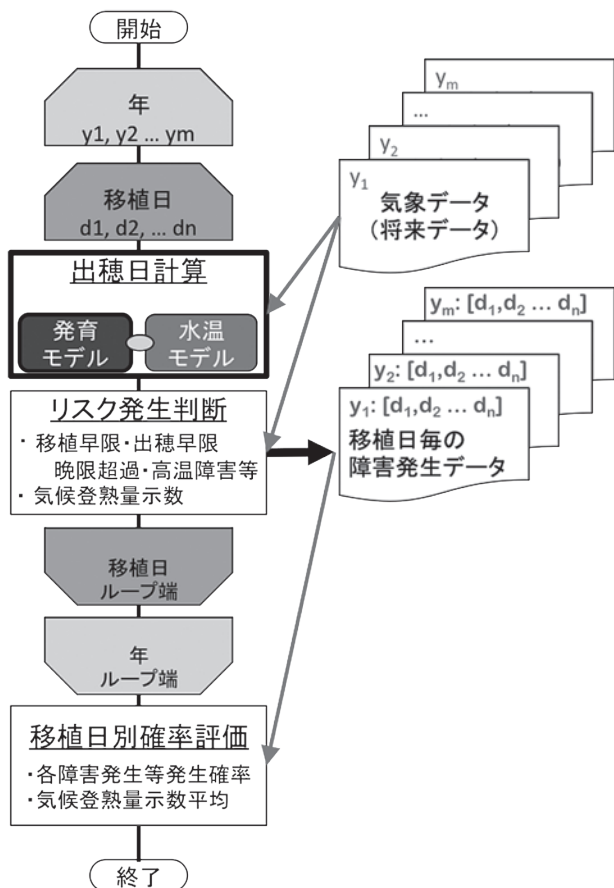 開始
年
y1, y2 ... ym
移植日
d1, d2, ... dn
出穂日計算
発育
モデル
水温
モデル
リスク発生判断
・ 移植早限・出穂早限
晩限超過・高温障害等
・ 気候登熟量示数
移植日
ループ端
年
ループ端
移植日別確率評価
・各障害発生等発生確率
・気候登熟量示数平均
終了
ym
...
y2
y1
気象データ
（将来データ）
ym: [d1,d2 ... dn]
...
y2: [d1,d2 ... dn]
y1: [d1,d2 ... dn]
移植日毎の
障害発生データ